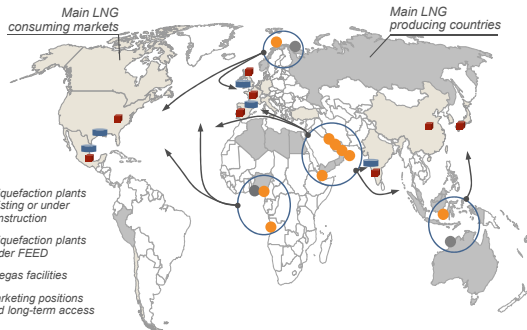 Main LNG
consuming markets
Main LNG
producing countries
quefaction plants
isting or under
nstruction
quefaction plants
der FEED
egas facilities
arketing positions
d long-term access